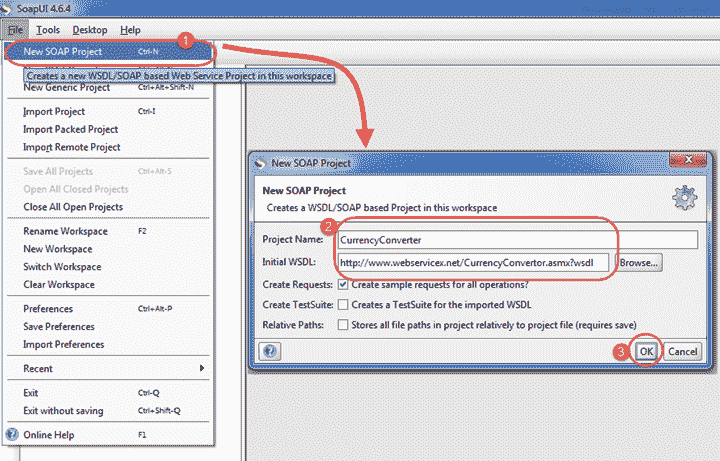 SoapUI 4.6.4
File Tools Desktop Help
1
New SOAP Project Ctrl-N
Creates a new WSDL/SOAP based Web Service Project in this workspace
New Generic Project Ctrl+Alt+Shift-N
Import Project Ctrl-I
Import Packed Project
Import Remote Project
Save All Projects Ctrl+Alt-S
Open All Closed Projects
Close All Open Projects
Rename Workspace F2
New Workspace
Switch Workspace
Clear Workspace
Preferences Ctrl+Alt-P
Save Preferences
Import Preferences
Recent
Exit Ctrl-Q
Exit without saving Ctrl+Shift-Q
Online Help F1
New SOAP Project
New SOAP Project
Creates a WSDL/SOAP based Project in this workspace
2
Project Name: CurrencyConverter
Initial WSDL: http://www.webservicex.net/CurrencyConvertor.asmx?wsdl Browse...
Create Requests: Create sample requests for all operations?
Create TestSuite: Creates a TestSuite for the imported WSDL
Relative Paths: Stores all file paths in project relatively to project file (requires save)
3 OK Cancel